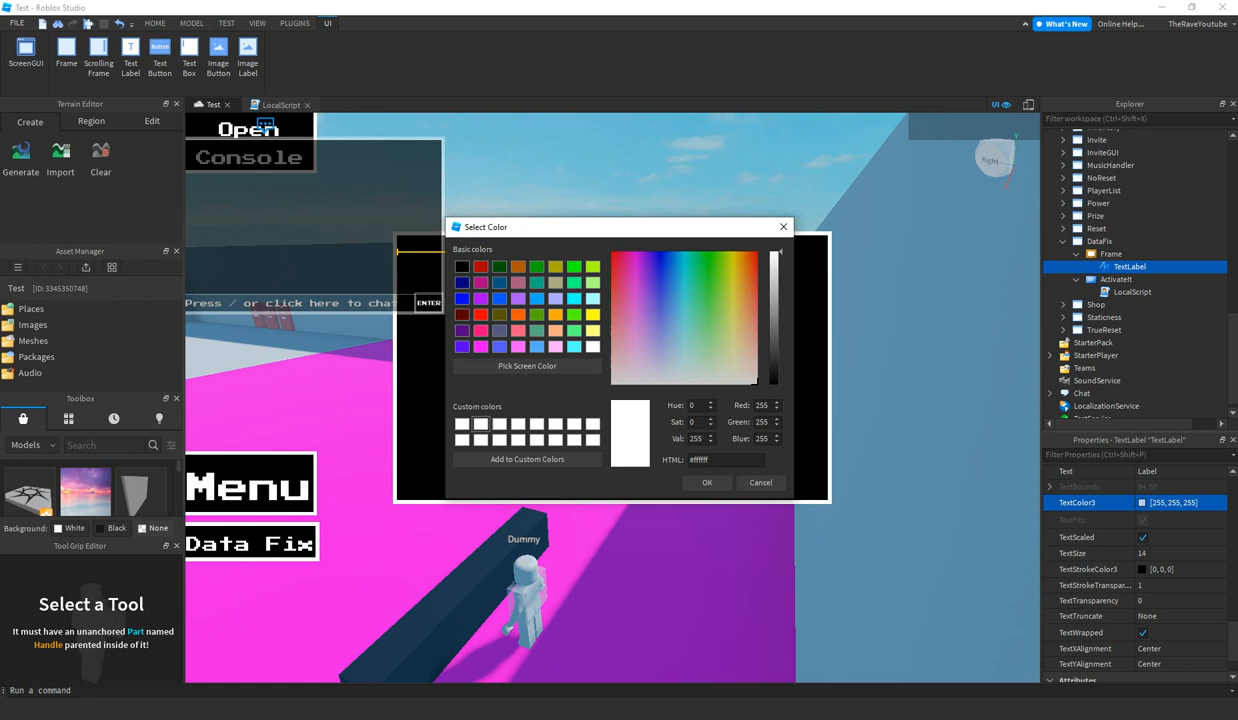 Test - Roblox Studio
FILE
HOME
MODEL
TEST
VIEW
PLUGINS
UI
What's New
Online Help...
TheRaveYoutube
ScreenGUI
Frame
Scrolling
Frame
Text
Label
Button
Text
Button
Text
Box
Image
Button
Image
Label
Terrain Editor
Create
Region
Edit
Generate
Import
Clear
Asset Manager
Test [ID: 3345350748]
Places
Images
Meshes
Packages
Audio
Toolbox
Models
Search
Background:
White
Black
None
Tool Grip Editor
Select a Tool
It must have an unanchored Part named
Handle parented inside of it!
Run a command
Test
LocalScript
UI
Open
Console
Press / or click here to chat
ENTER
Menu
Data Fix
Dummy
Right
Y
Select Color
Basic colors
Pick Screen Color
Custom colors
Add to Custom Colors
Hue: 0
Red: 255
Sat: 0
Green: 255
Val: 255
Blue: 255
HTML: #ffffff
OK
Cancel
Explorer
Filter workspace (Ctrl+Shift+X)
Invite
InviteGUI
MusicHandler
NoReset
PlayerList
Power
Prize
Reset
DataFix
Frame
TextLabel
ActivateIt
LocalScript
Shop
Staticness
TrueReset
StarterPack
StarterPlayer
Teams
SoundService
Chat
LocalizationService
Properties - TextLabel "TextLabel"
Filter Properties (Ctrl+Shift+P)
Text Label
TextBounds 94, 50
TextColor3 [255, 255, 255]
TextFits
TextScaled
TextSize 14
TextStrokeColor3 [0, 0, 0]
TextStrokeTranspar... 1
TextTransparency 0
TextTruncate None
TextWrapped
TextXAlignment Center
TextYAlignment Center
Attributes